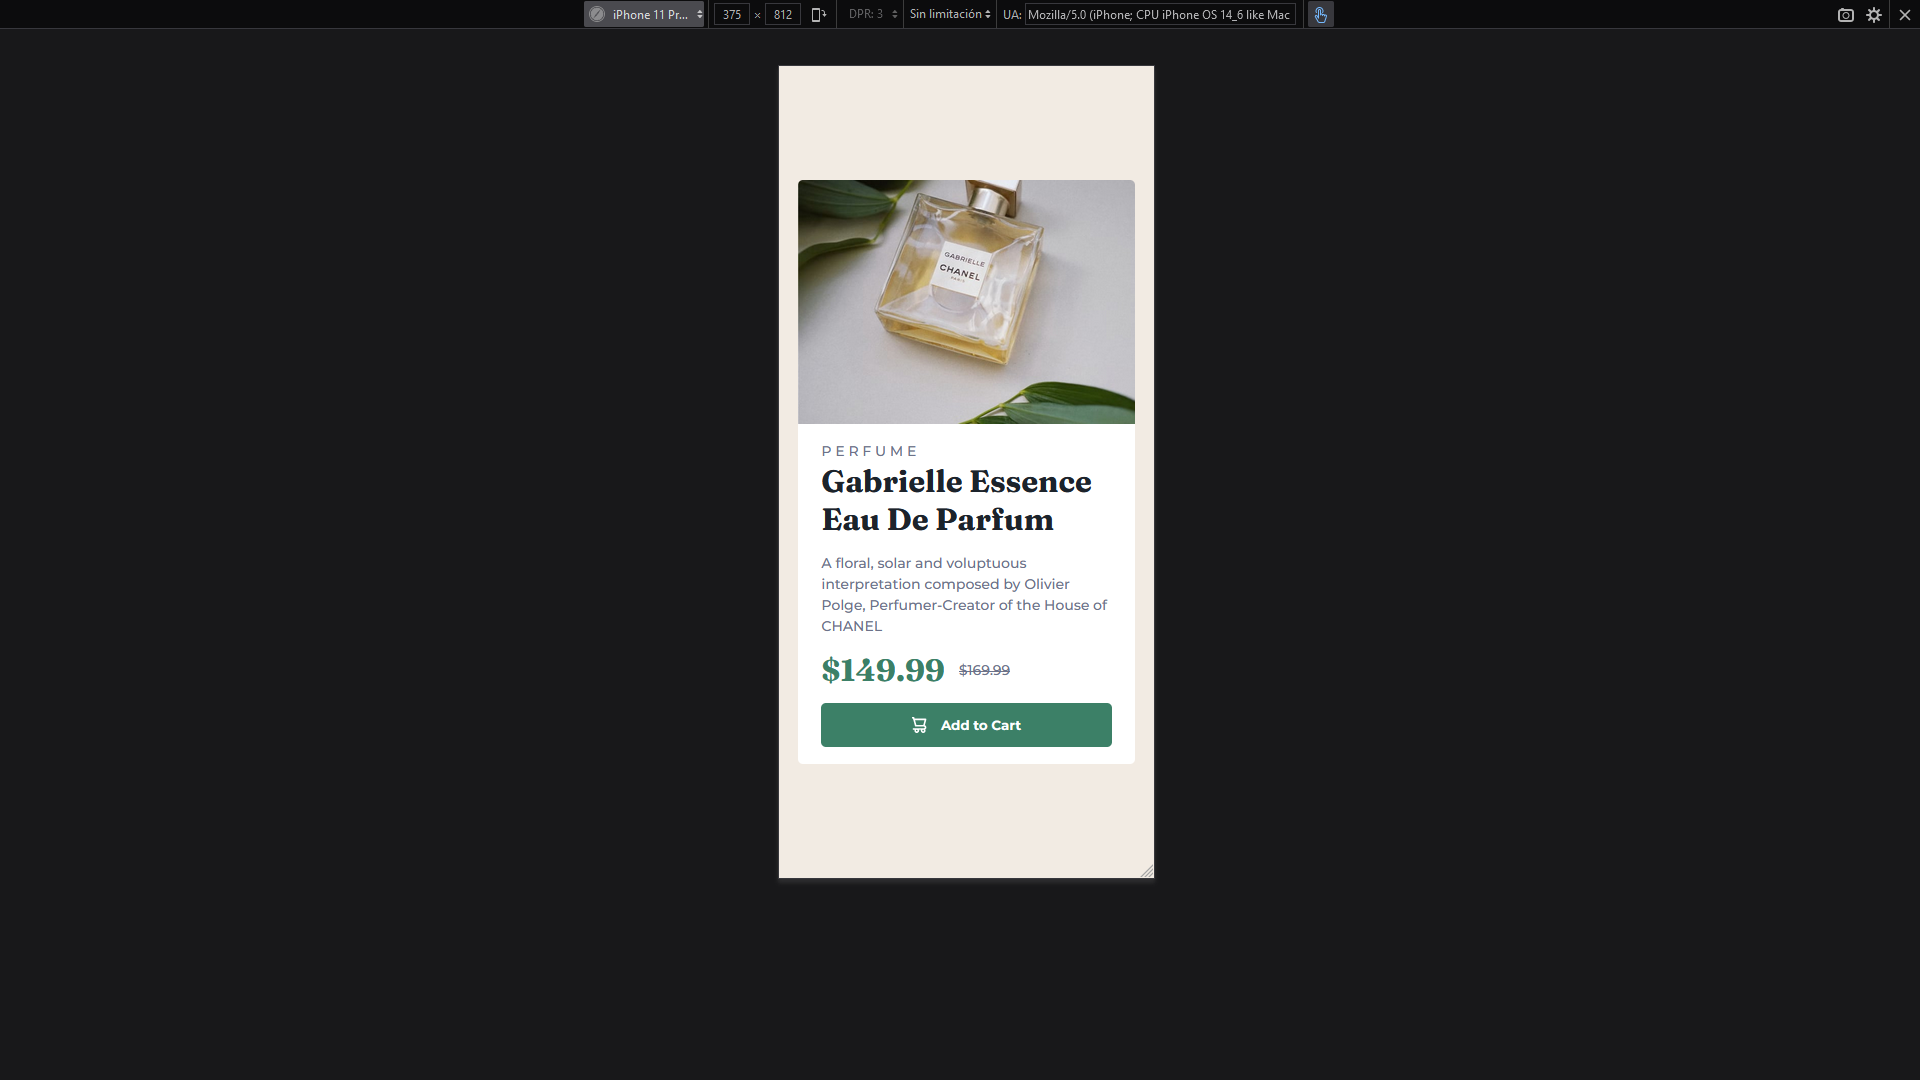 iPhone 11 Pr...
375 × 812
DPR: 3
Sin limitación
UA: Mozilla/5.0 (iPhone; CPU iPhone OS 14_6 like Mac
GABRIELLE
CHANEL
PARIS
PERFUME
Gabrielle Essence
Eau De Parfum
A floral, solar and voluptuous
interpretation composed by Olivier
Polge, Perfumer-Creator of the House of
CHANEL
$149.99 $169.99
Add to Cart